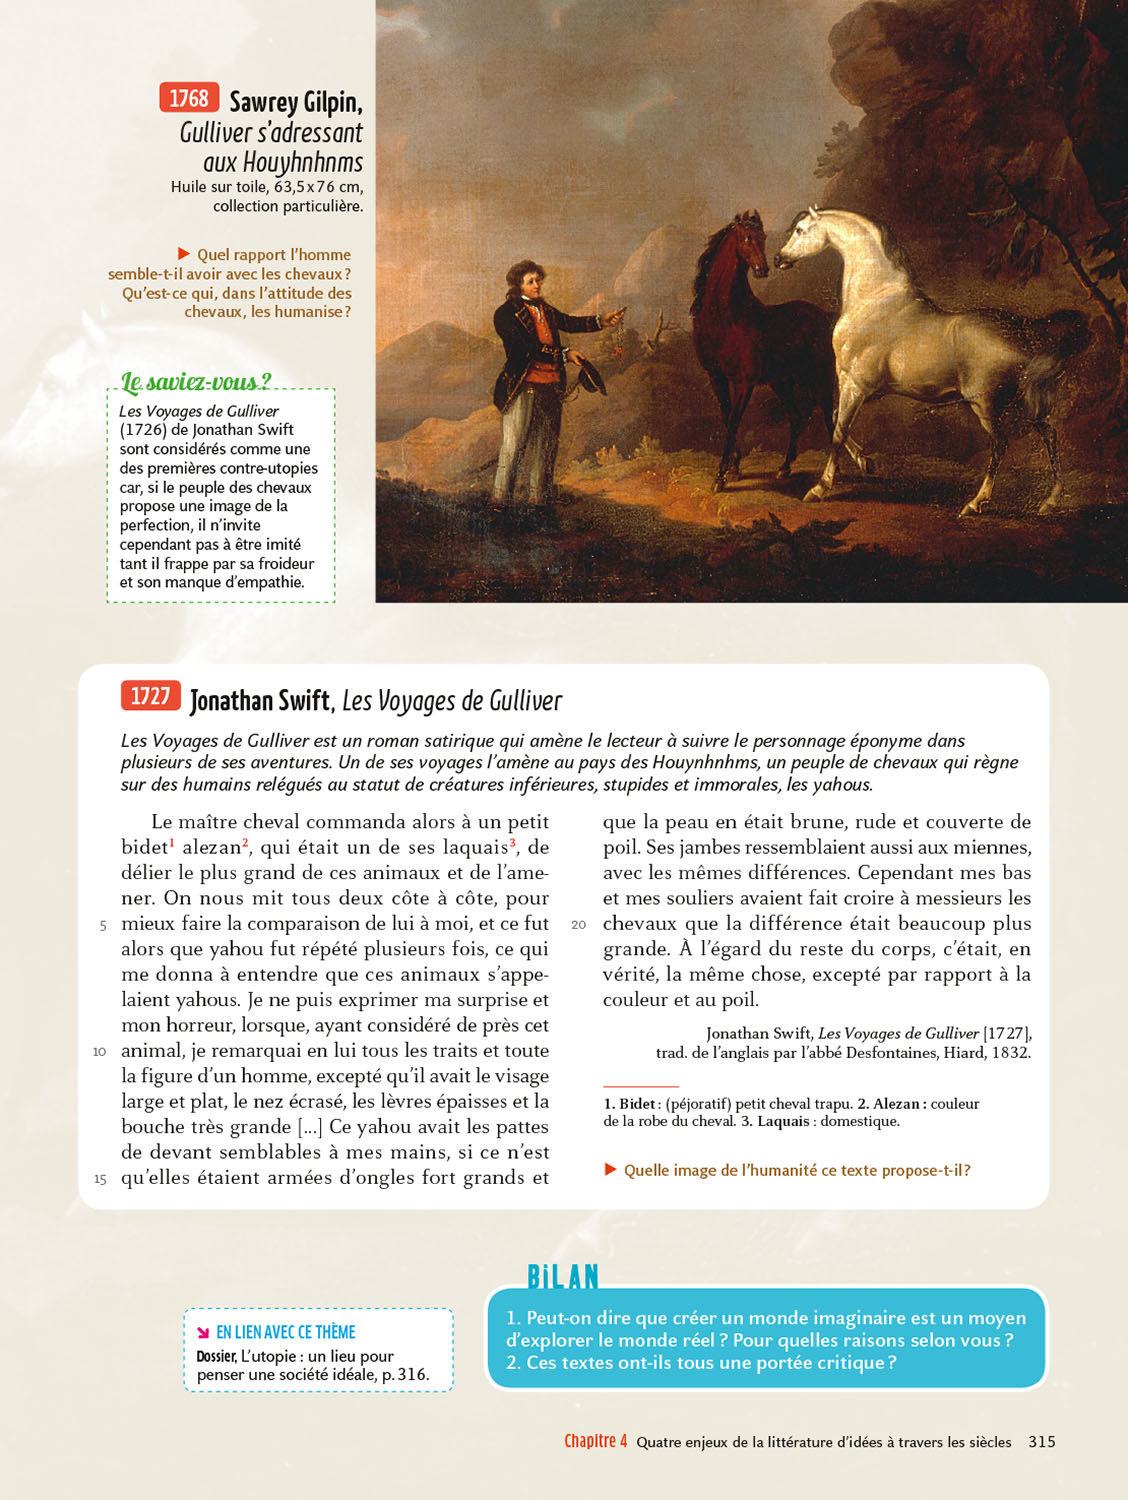 1768 Sawrey Gilpin,
Gulliver s’adressant
aux Houyhnhnms
Huile sur toile, 63,5 x 76 cm,
collection particulière.
► Quel rapport l’homme
semble-t-il avoir avec les chevaux ?
Qu’est-ce qui, dans l’attitude des
chevaux, les humanise ?
Le saviez-vous ?
Les Voyages de Gulliver
(1726) de Jonathan Swift
sont considérés comme une
des premières contre-utopies
car, si le peuple des chevaux
propose une image de la
perfection, il n’invite
cependant pas à être imité
tant il frappe par sa froideur
et son manque d’empathie.
1727 Jonathan Swift, Les Voyages de Gulliver
Les Voyages de Gulliver est un roman satirique qui amène le lecteur à suivre le personnage éponyme dans
plusieurs de ses aventures. Un de ses voyages l’amène au pays des Houynhnhms, un peuple de chevaux qui règne
sur des humains relégués au statut de créatures inférieures, stupides et immorales, les yahous.
Le maître cheval commanda alors à un petit
bidet1 alezan2, qui était un de ses laquais3, de
délier le plus grand de ces animaux et de l’ame-
ner. On nous mit tous deux côte à côte, pour
5 mieux faire la comparaison de lui à moi, et ce fut
alors que yahou fut répété plusieurs fois, ce qui
me donna à entendre que ces animaux s’appe-
laient yahous. Je ne puis exprimer ma surprise et
mon horreur, lorsque, ayant considéré de près cet
10 animal, je remarquai en lui tous les traits et toute
la figure d’un homme, excepté qu’il avait le visage
large et plat, le nez écrasé, les lèvres épaisses et la
bouche très grande [...] Ce yahou avait les pattes
de devant semblables à mes mains, si ce n’est
15 qu’elles étaient armées d’ongles fort grands et
que la peau en était brune, rude et couverte de
poil. Ses jambes ressemblaient aussi aux miennes,
avec les mêmes différences. Cependant mes bas
et mes souliers avaient fait croire à messieurs les
20 chevaux que la différence était beaucoup plus
grande. À l’égard du reste du corps, c’était, en
vérité, la même chose, excepté par rapport à la
couleur et au poil.
Jonathan Swift, Les Voyages de Gulliver [1727],
trad. de l’anglais par l’abbé Desfontaines, Hiard, 1832.
1. Bidet : (péjoratif) petit cheval trapu. 2. Alezan : couleur
de la robe du cheval. 3. Laquais : domestique.
► Quelle image de l’humanité ce texte propose-t-il ?
BiLAN
1. Peut-on dire que créer un monde imaginaire est un moyen
d’explorer le monde réel ? Pour quelles raisons selon vous ?
2. Ces textes ont-ils tous une portée critique ?
EN LIEN AVEC CE THÈME
Dossier, L’utopie : un lieu pour
penser une société idéale, p. 316.
Chapitre 4 Quatre enjeux de la littérature d’idées à travers les siècles 315